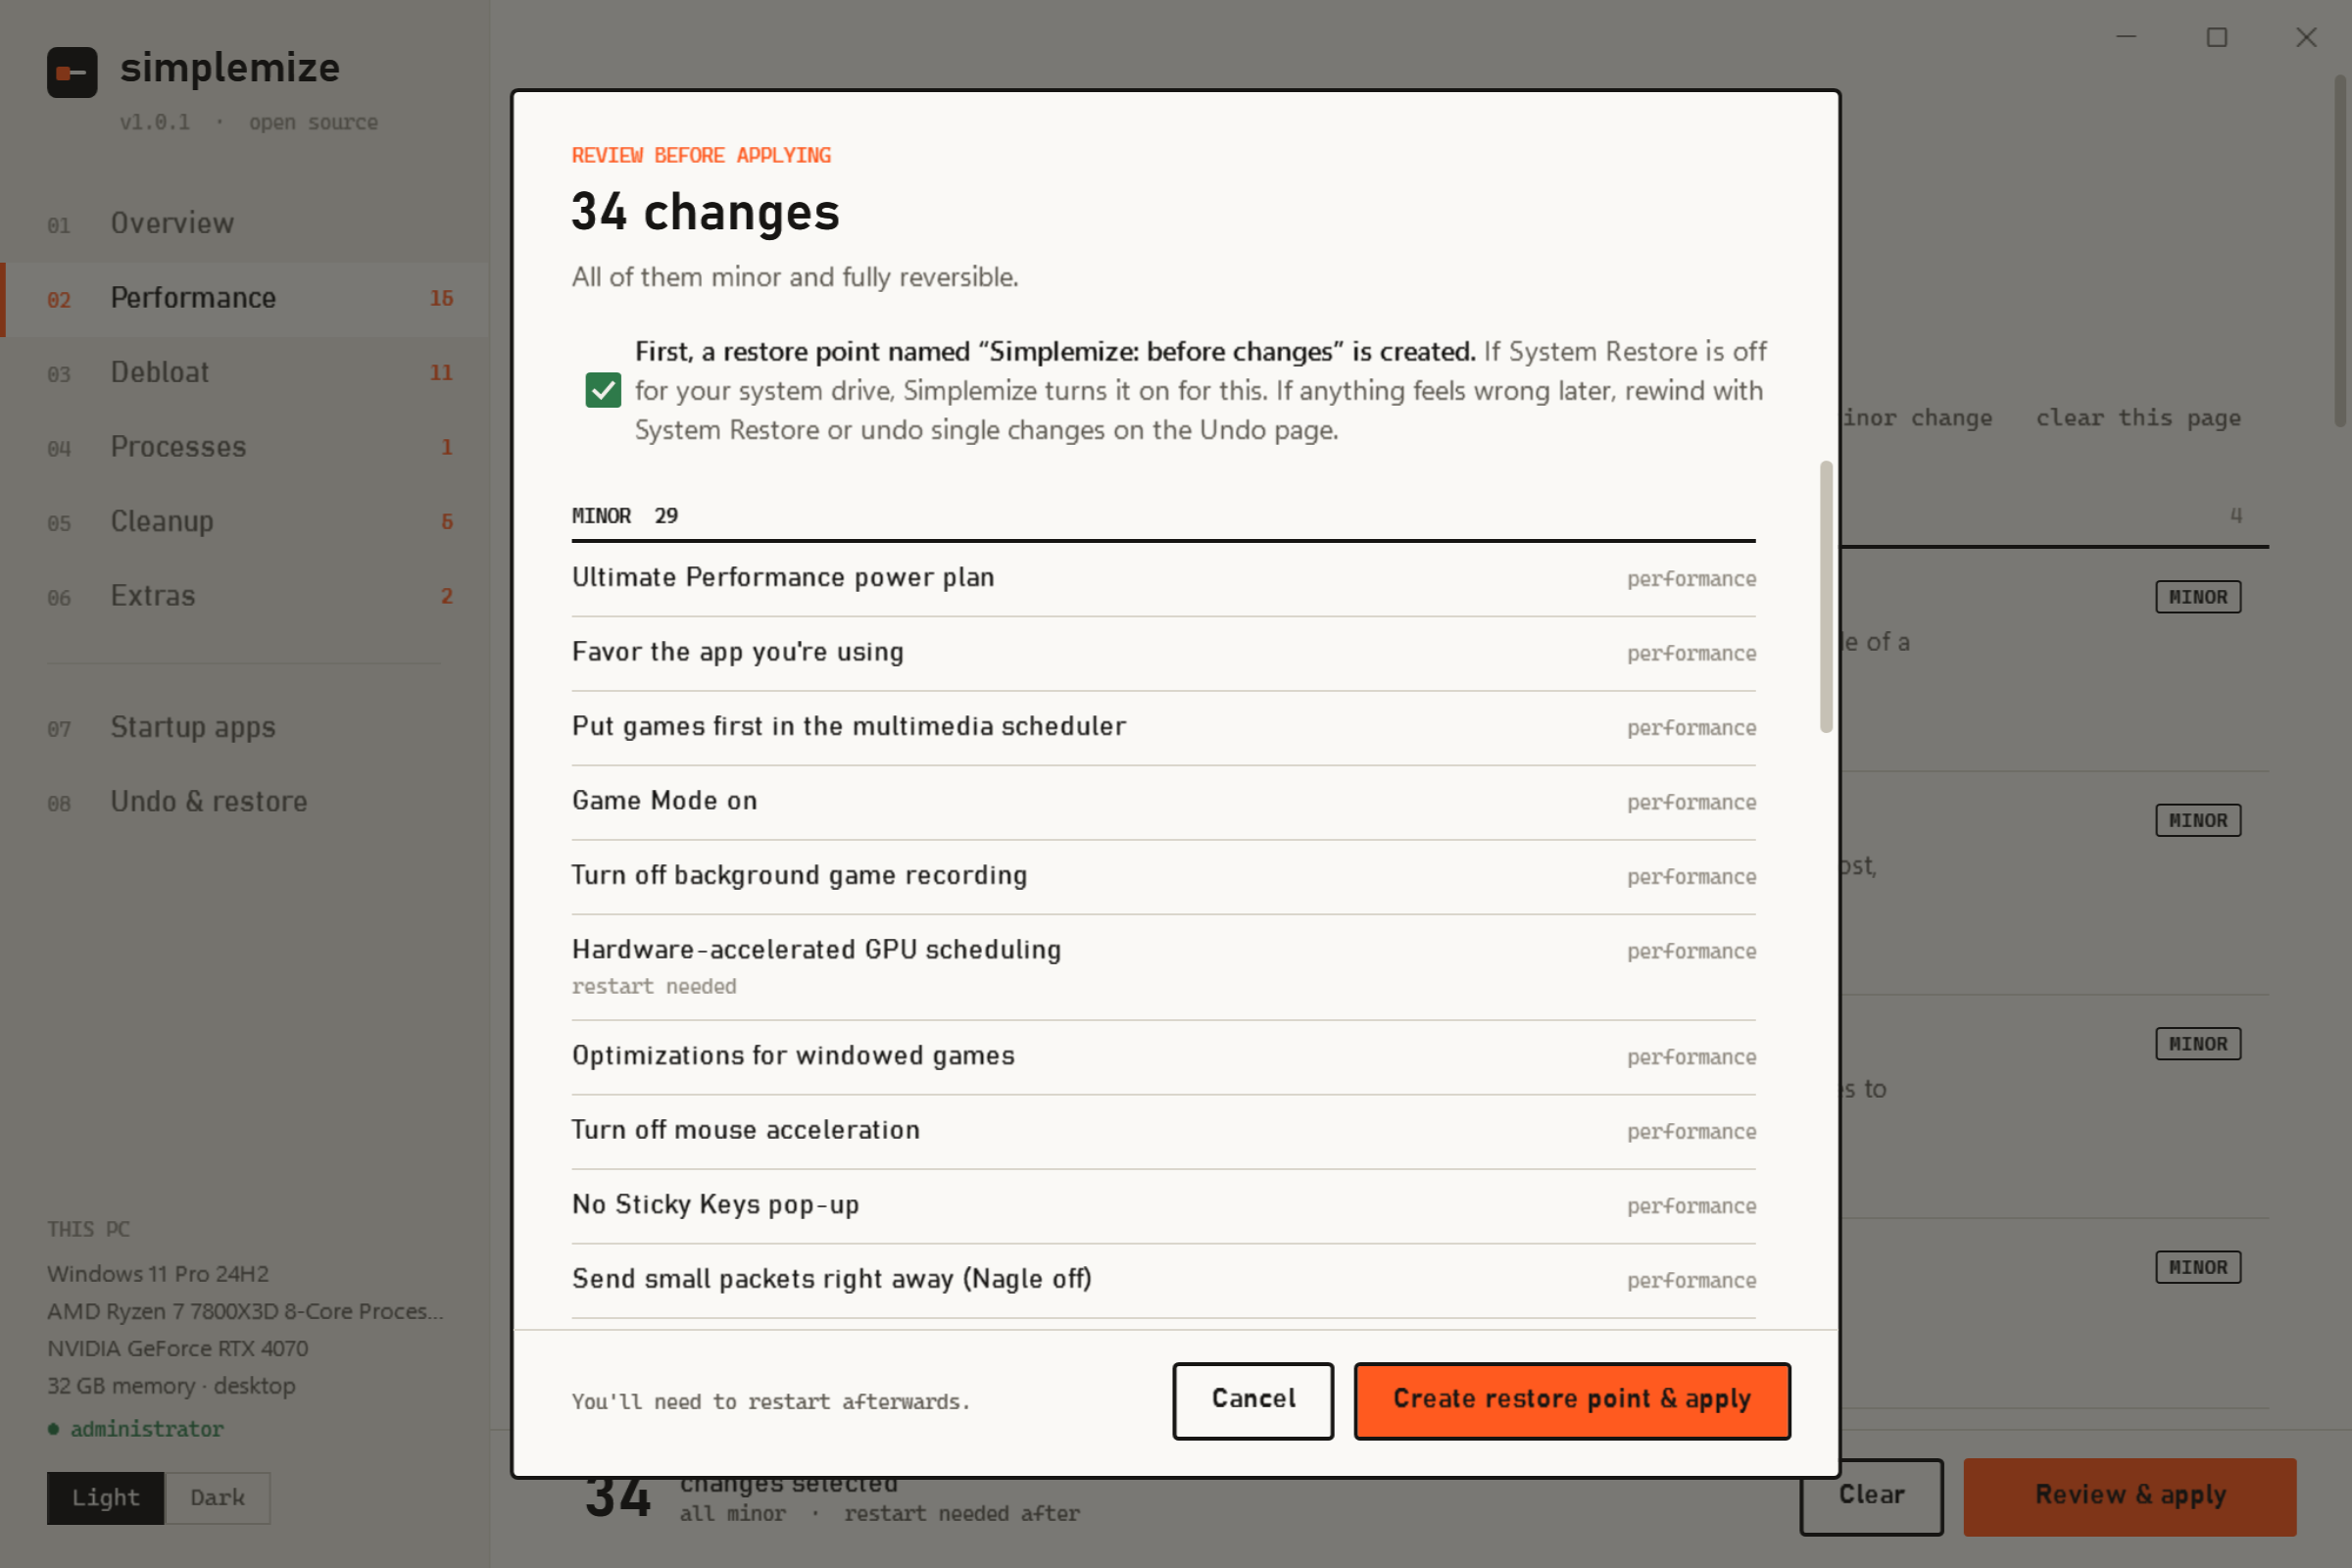 simplemize
v1.0.1 · open source
01 Overview
02 Performance 15
03 Debloat 11
04 Processes 1
05 Cleanup 5
06 Extras 2
07 Startup apps
08 Undo & restore
THIS PC
Windows 11 Pro 24H2
AMD Ryzen 7 7800X3D 8-Core Proces...
NVIDIA GeForce RTX 4070
32 GB memory · desktop
administrator
Light Dark
REVIEW BEFORE APPLYING
34 changes
All of them minor and fully reversible.
First, a restore point named “Simplemize: before changes” is created. If System Restore is off
for your system drive, Simplemize turns it on for this. If anything feels wrong later, rewind with
System Restore or undo single changes on the Undo page.
MINOR 29
Ultimate Performance power plan performance
Favor the app you're using performance
Put games first in the multimedia scheduler performance
Game Mode on performance
Turn off background game recording performance
Hardware-accelerated GPU scheduling performance
restart needed
Optimizations for windowed games performance
Turn off mouse acceleration performance
No Sticky Keys pop-up performance
Send small packets right away (Nagle off) performance
You'll need to restart afterwards.
Cancel
Create restore point & apply
change clear this page
4
MINOR
of a
MINOR
MINOR
to
MINOR
34 changes selected
all minor · restart needed after
Clear
Review & apply